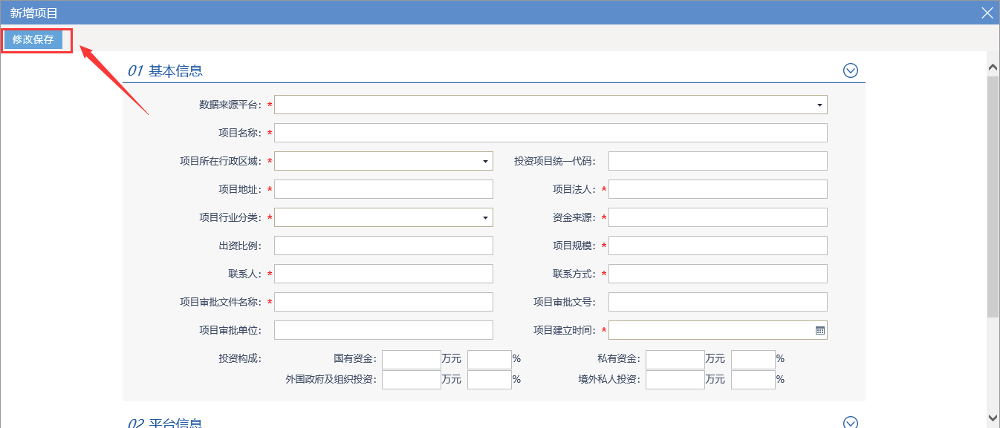 新增项目
修改保存
01 基本信息
数据来源平台: *
项目名称: *
项目所在行政区域: * 投资项目统一代码:
项目地址: * 项目法人: *
项目行业分类: * 资金来源: *
出资比例: 项目规模: *
联系人: * 联系方式: *
项目审批文件名称: * 项目审批文号:
项目审批单位: 项目建立时间: *
投资构成: 国有资金: 万元 % 私有资金: 万元 %
外国政府及组织投资: 万元 % 境外私人投资: 万元 %
02 平台信息